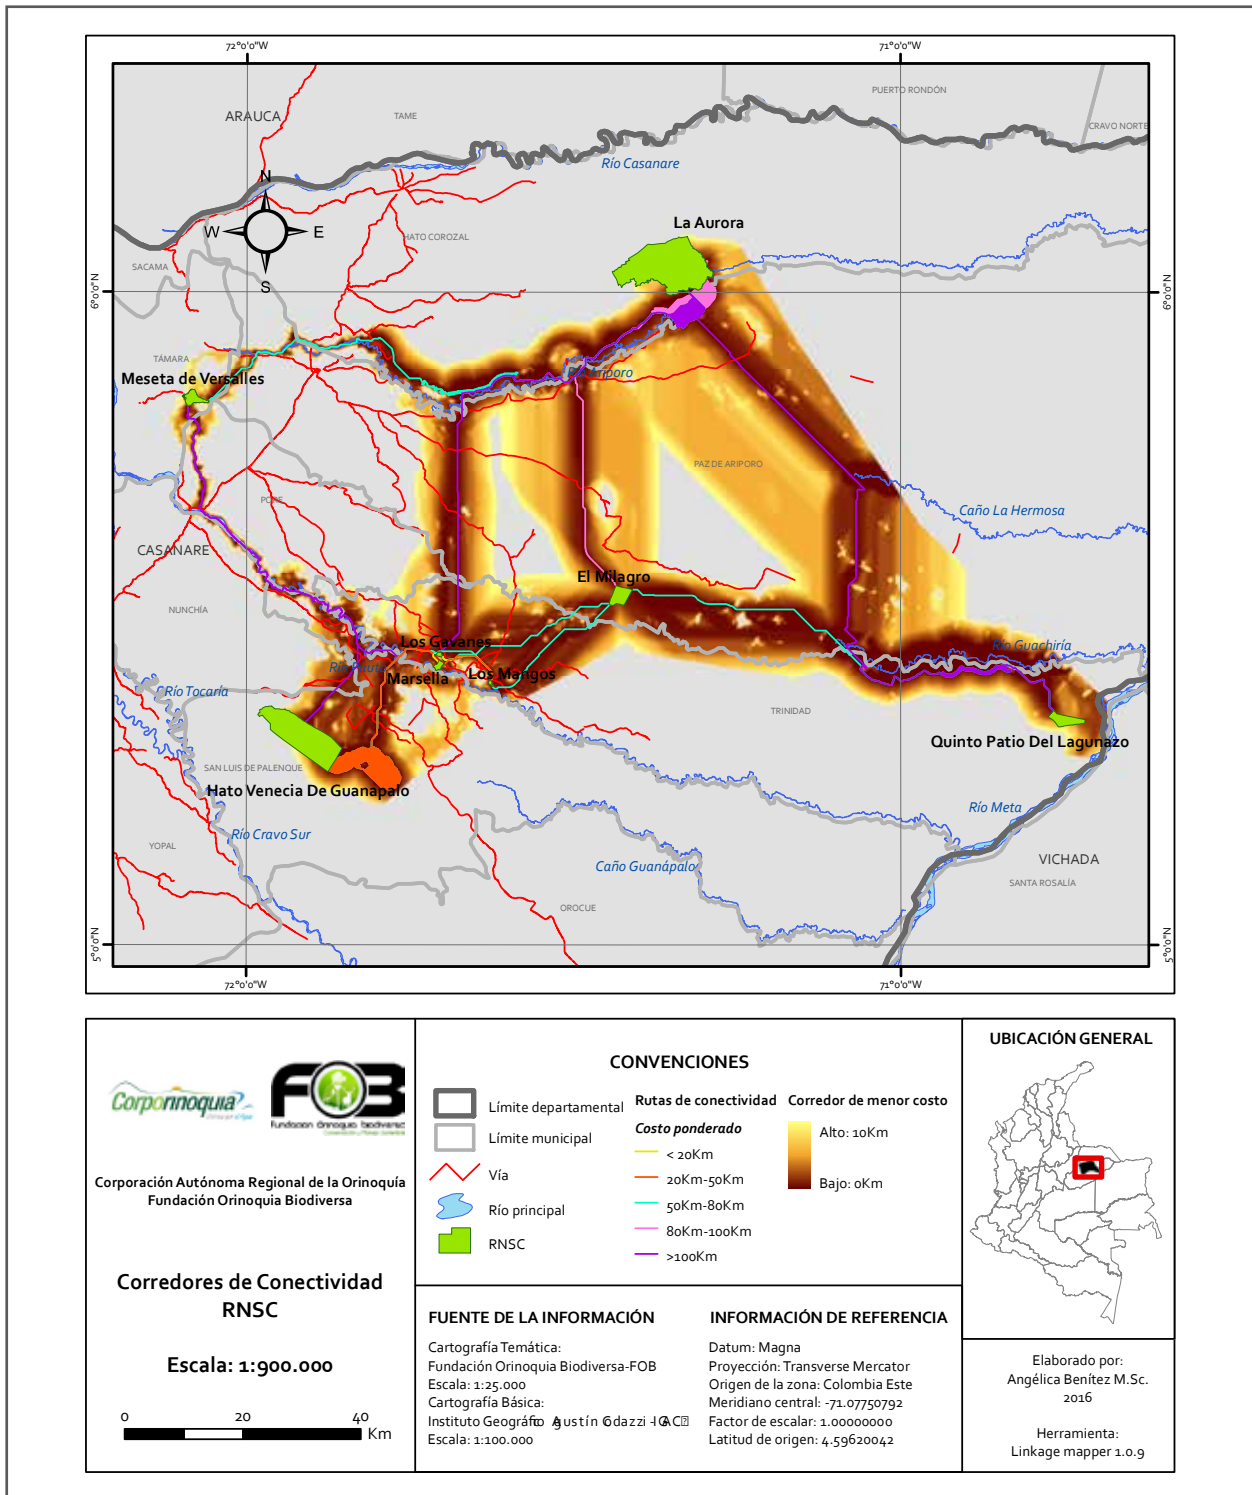 72°0'0"W
71°0'0"W
PUERTO RONDÓN
ARAUCA
TAME
CRAVO NORTE
Río Casanare
N
W
E
S
La Aurora
HATO COROZAL
SACAMA
6°0'0"N
6°0'0"N
TÁMARA
Meseta de Versalles
Río Ariporo
PAZ DE ARIPORO
PORE
Caño La Hermosa
CASANARE
El Milagro
NUNCHÍA
Los Gavanes
Río Guachiría
Río Pauto
Marsella
Los Mangos
Río Tocaría
TRINIDAD
Quinto Patio Del Lagunazo
SAN LUIS DE PALENQUE
Hato Venecia De Guanapalo
Río Meta
Río Cravo Sur
YOPAL
Caño Guanápalo
VICHADA
SANTA ROSALÍA
OROCUE
5°0'0"N
5°0'0"N
72°0'0"W
71°0'0"W
Corporinoquia
FOB
Fundación Orinoquia Biodiversa
Corporación Autónoma Regional de la Orinoquía
Fundación Orinoquia Biodiversa
Corredores de Conectividad
RNSC
Escala: 1:900.000
0 20 40
Km
CONVENCIONES
Límite departamental
Límite municipal
Vía
Río principal
RNSC
Rutas de conectividad
Costo ponderado
< 20Km
20Km-50Km
50Km-80Km
80Km-100Km
>100Km
Corredor de menor costo
Alto: 10Km
Bajo: 0Km
FUENTE DE LA INFORMACIÓN
Cartografía Temática:
Fundación Orinoquia Biodiversa-FOB
Escala: 1:25.000
Cartografía Básica:
Instituto Geográfico Agustín Codazzi -IGAC
Escala: 1:100.000
INFORMACIÓN DE REFERENCIA
Datum: Magna
Proyección: Transverse Mercator
Origen de la zona: Colombia Este
Meridiano central: -71.07750792
Factor de escalar: 1.00000000
Latitud de origen: 4.59620042
UBICACIÓN GENERAL
Elaborado por:
Angélica Benítez M.Sc.
2016
Herramienta:
Linkage mapper 1.0.9